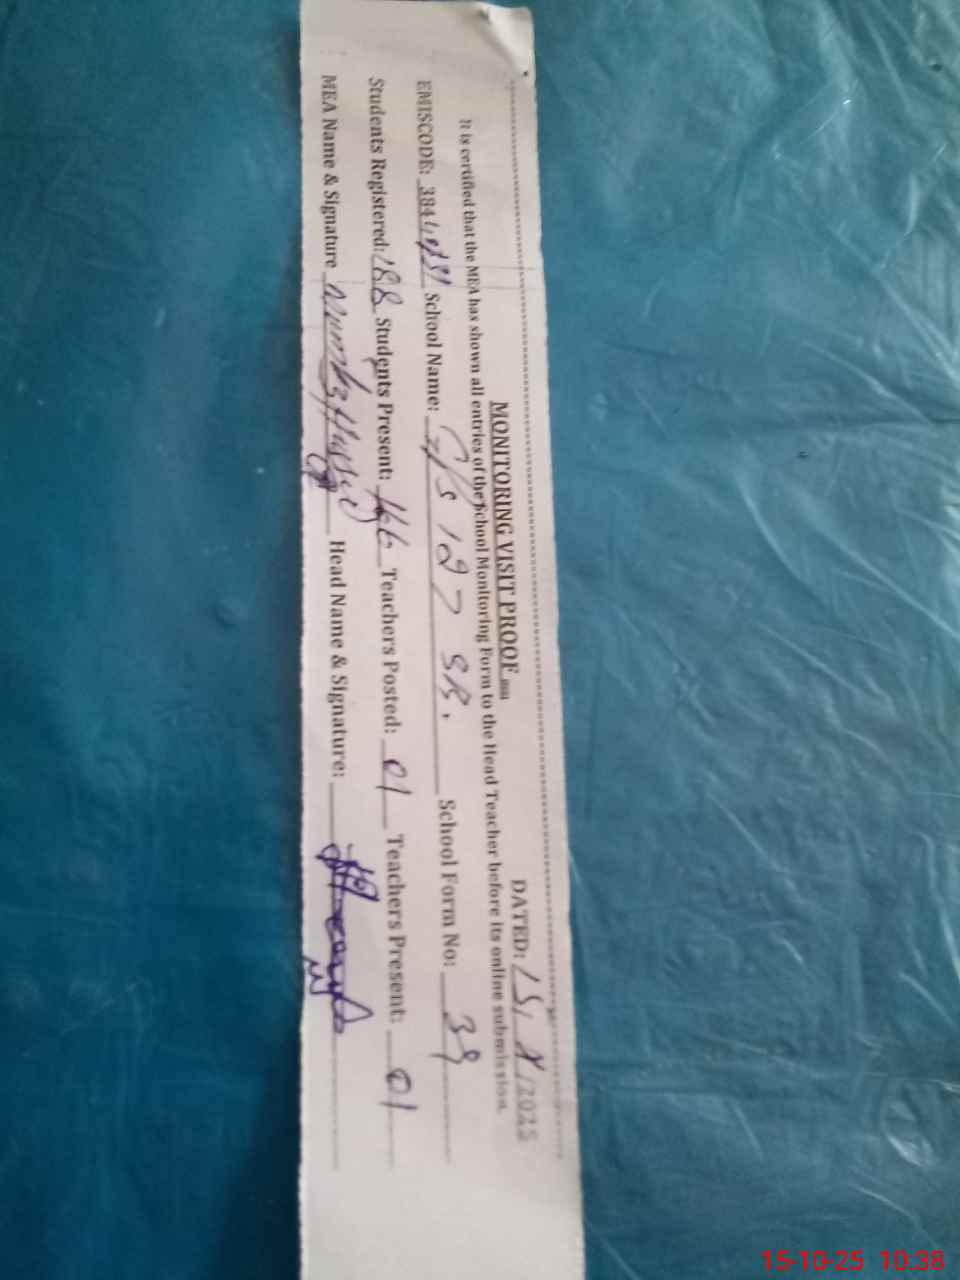 MONITORING VISIT PROOF
DATED: 15/ X /2025
It is certified that the MEA has shown all entries of the School Monitoring Form to the Head Teacher before its online submission.
EMISCODE: School Name: 127 SB. School Form No: 39
Students Registered: 188 Students Present: 166 Teachers Posted: 01 Teachers Present: 01
MEA Name & Signature Head Name & Signature:
15-10-25 10:38